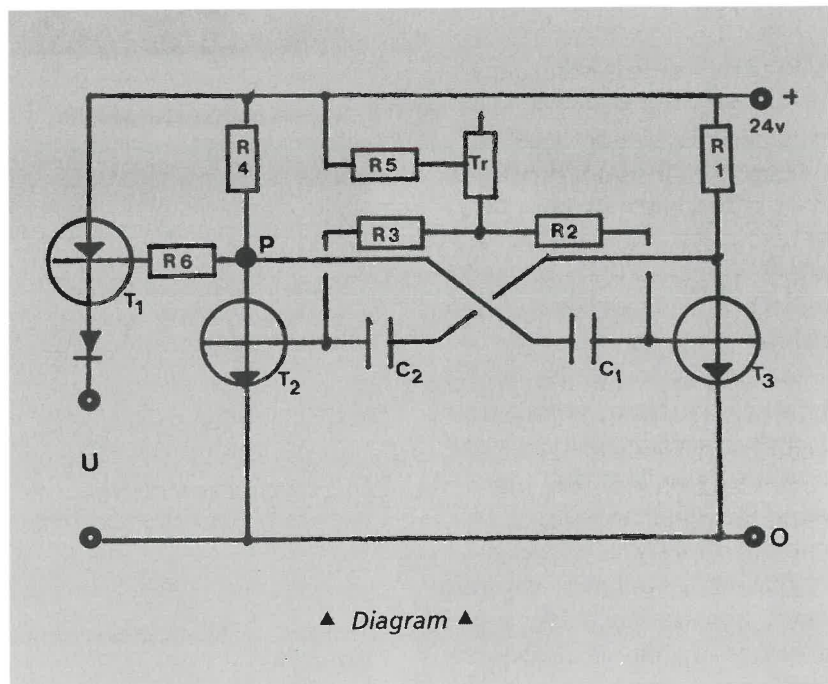 +
24v
R4
R5
Tr
R1
R3
R2
P
R6
T1
T2
C2
C1
T3
U
O
▲ Diagram ▲